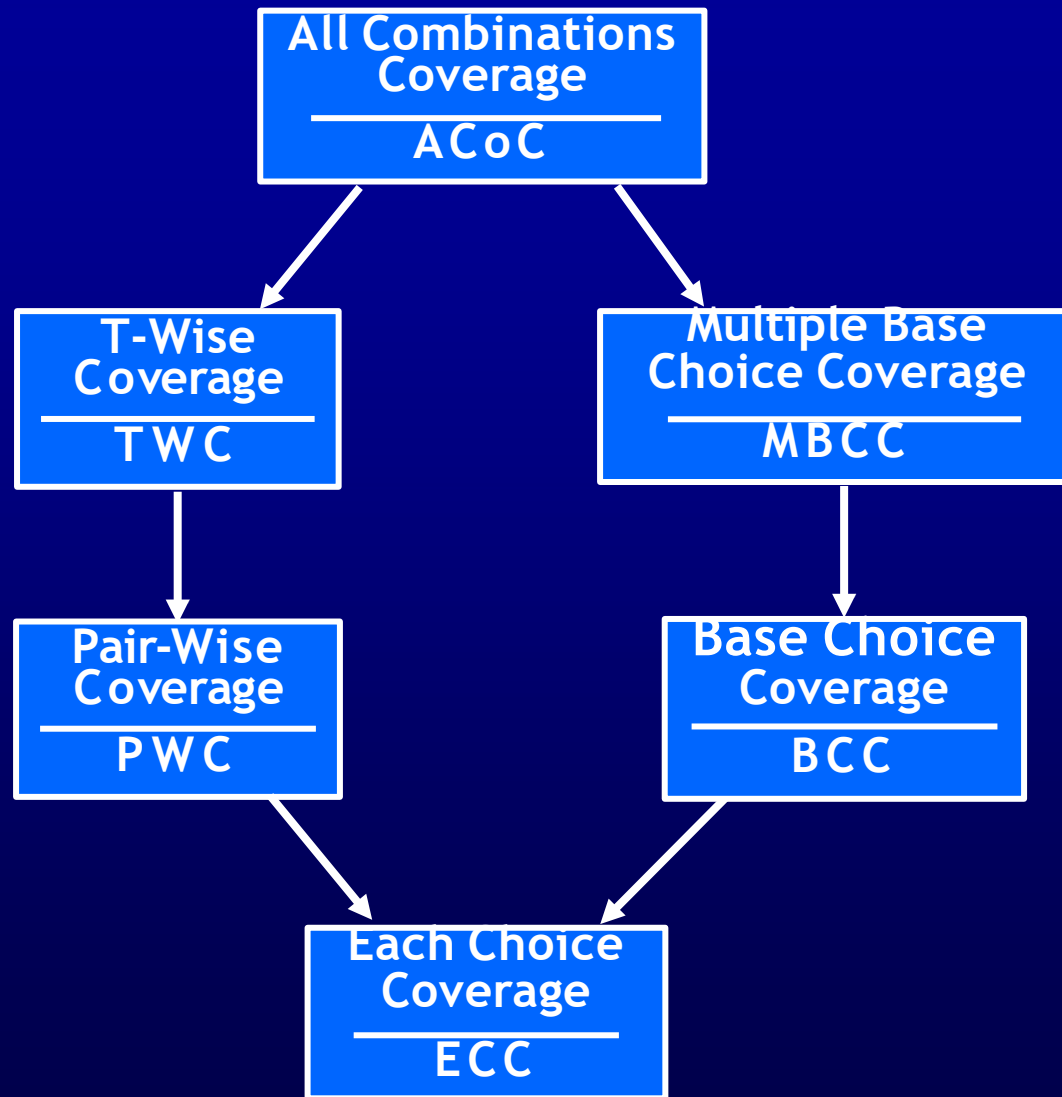 All Combinations
Coverage
ACoC
T-Wise
Coverage
TWC
Multiple Base
Choice Coverage
MBCC
Pair-Wise
Coverage
PWC
Base Choice
Coverage
BCC
Each Choice
Coverage
ECC